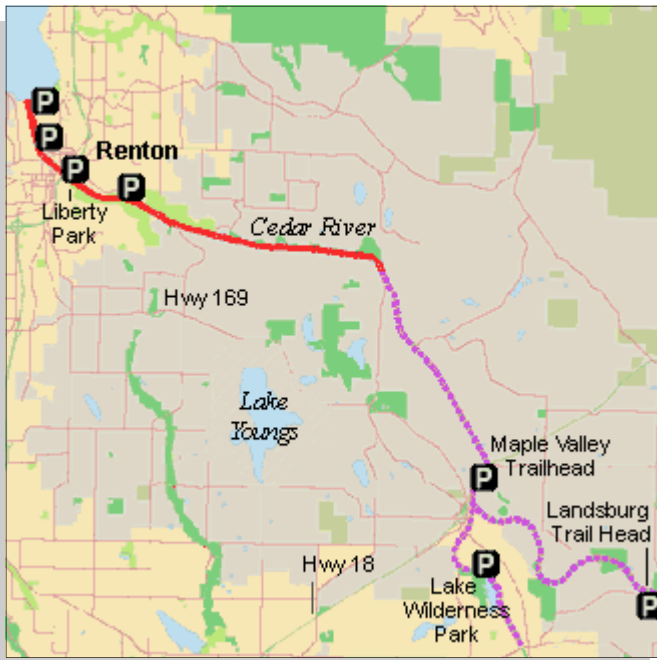 P
P
Renton
P
P
Liberty
Park
Cedar River
Hwy 169
Lake
Youngs
Maple Valley
Trailhead
P
Landsburg
Trail Head
Hwy 18
P
Lake
Wilderness
Park
P